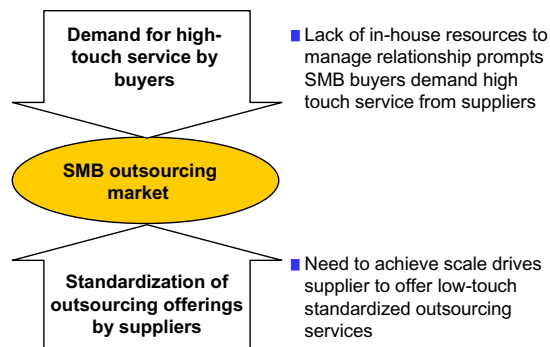 Demand for high-
touch service by
buyers
Lack of in-house resources to
manage relationship prompts
SMB buyers demand high
touch service from suppliers
SMB outsourcing
market
Standardization of
outsourcing offerings
by suppliers
Need to achieve scale drives
supplier to offer low-touch
standardized outsourcing
services